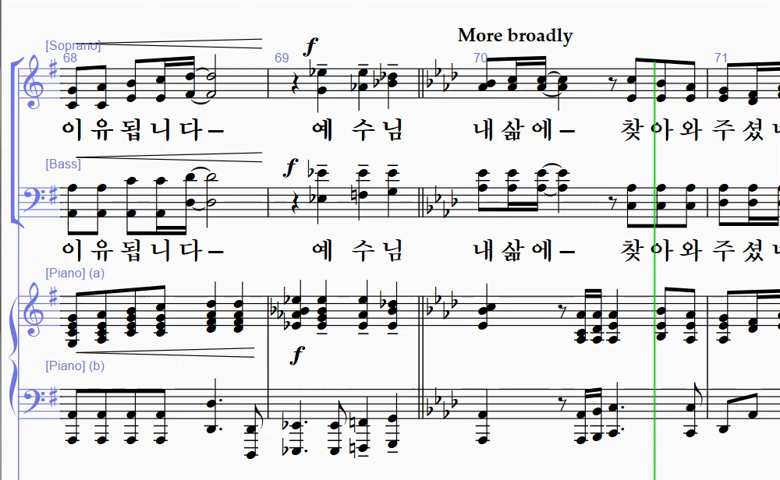 More broadly
[Soprano]
f
68 69 70 71
이 유 됩 니 다 – 예 수 님 내 삶 에 – 찾 아 와 주 셨
[Bass]
f
이 유 됩 니 다 – 예 수 님 내 삶 에 – 찾 아 와 주 셨
[Piano] (a)
f
[Piano] (b)